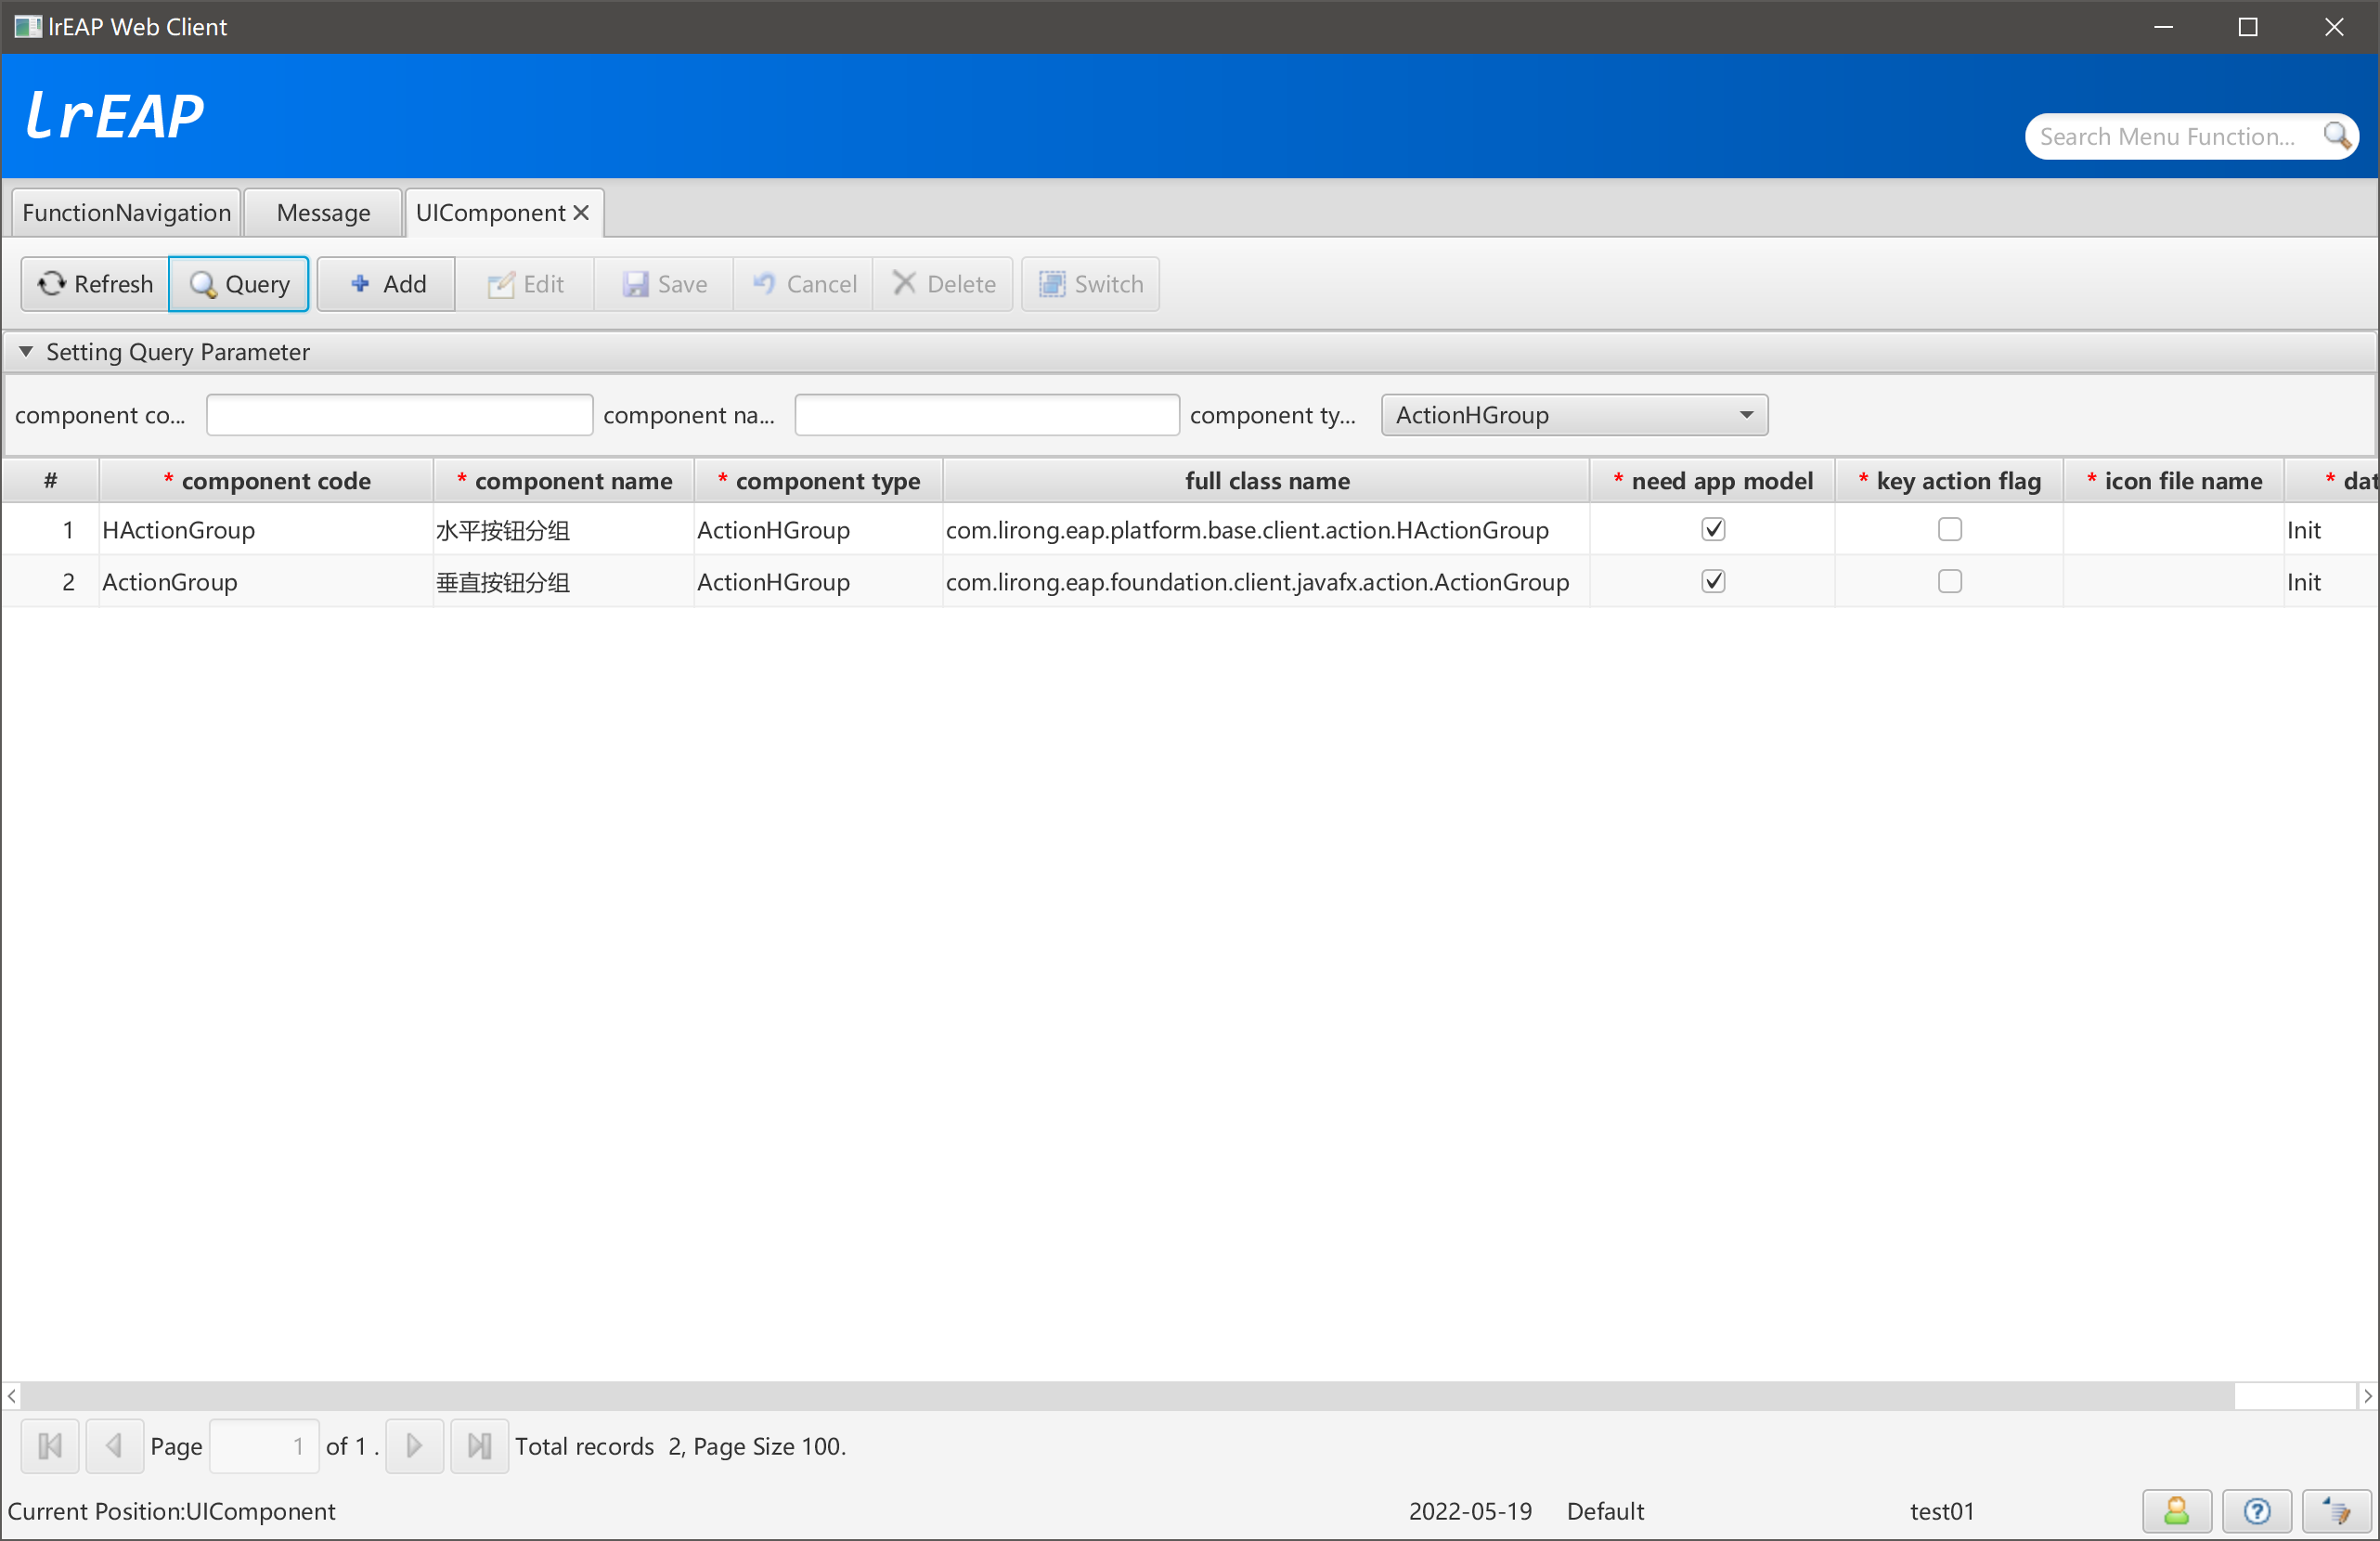 lrEAP Web Client
lrEAP
Search Menu Function...
FunctionNavigation Message UIComponent
Refresh Query Add Edit Save Cancel Delete Switch
Setting Query Parameter
component co... component na... component ty... ActionHGroup
# * component code * component name * component type full class name * need app model * key action flag * icon file name * dat
1 HActionGroup 水平按钮分组 ActionHGroup com.lirong.eap.platform.base.client.action.HActionGroup Init
2 ActionGroup 垂直按钮分组 ActionHGroup com.lirong.eap.foundation.client.javafx.action.ActionGroup Init
Page 1 of 1 . Total records 2, Page Size 100.
Current Position:UIComponent 2022-05-19 Default test01